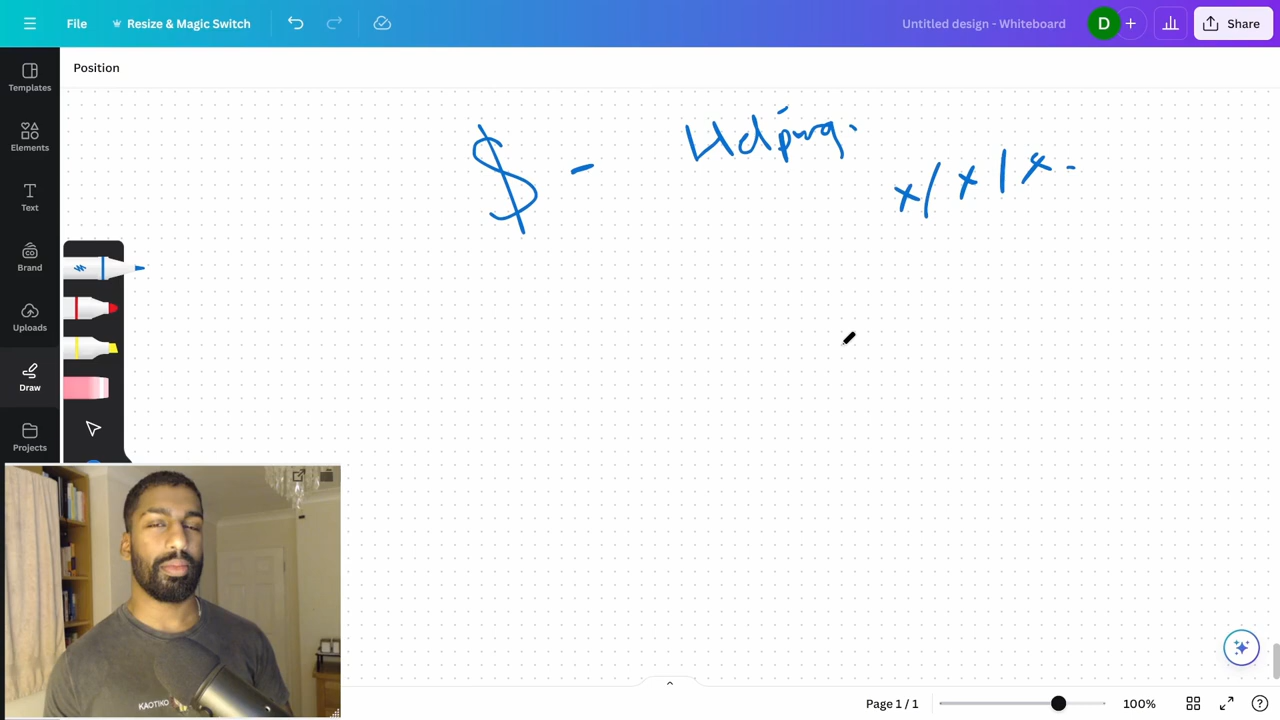 File
Resize & Magic Switch
Untitled design - Whiteboard
D
+
Share
Templates
Position
Elements
Text
Brand
Uploads
Draw
Projects
$ -
x/ x | x -
KAOTIKO
Page 1 / 1
100%
?